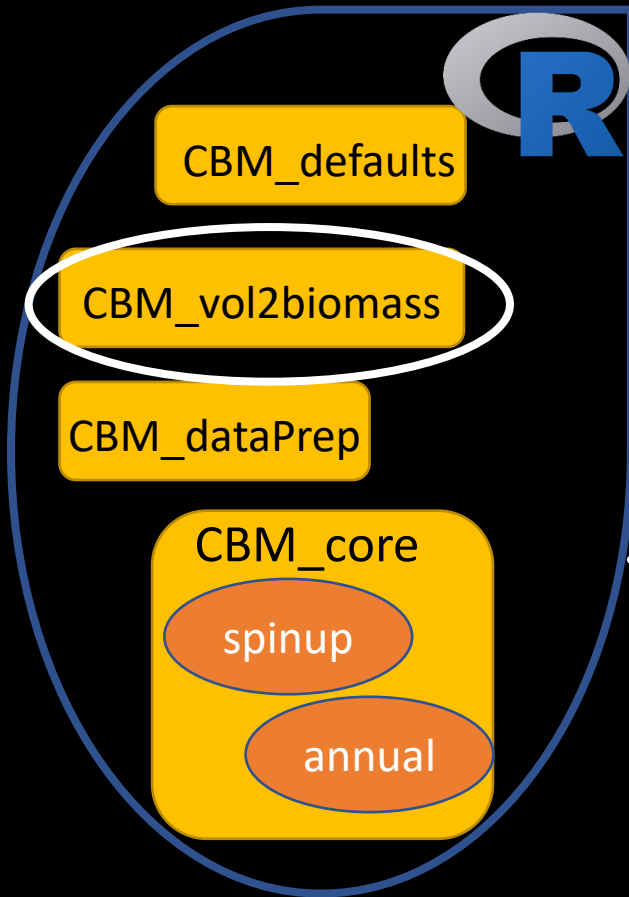 R
CBM_defaults
CBM_vol2biomass
CBM_dataPrep
CBM_core
spinup
annual